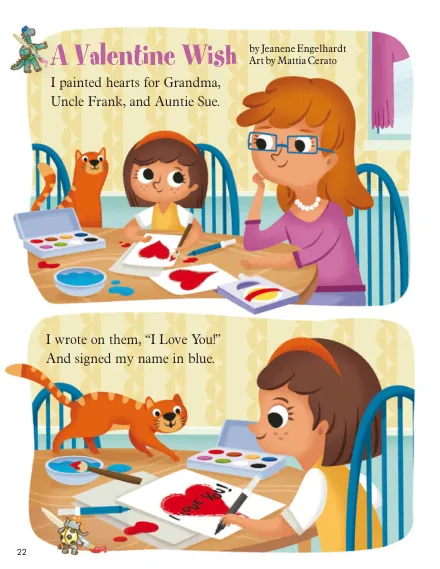 A Valentine Wish
by Jeanene Engelhardt
Art by Mattia Cerato
I painted hearts for Grandma,
Uncle Frank, and Auntie Sue.
I wrote on them, “I Love You!”
And signed my name in blue.
I Love You!
22